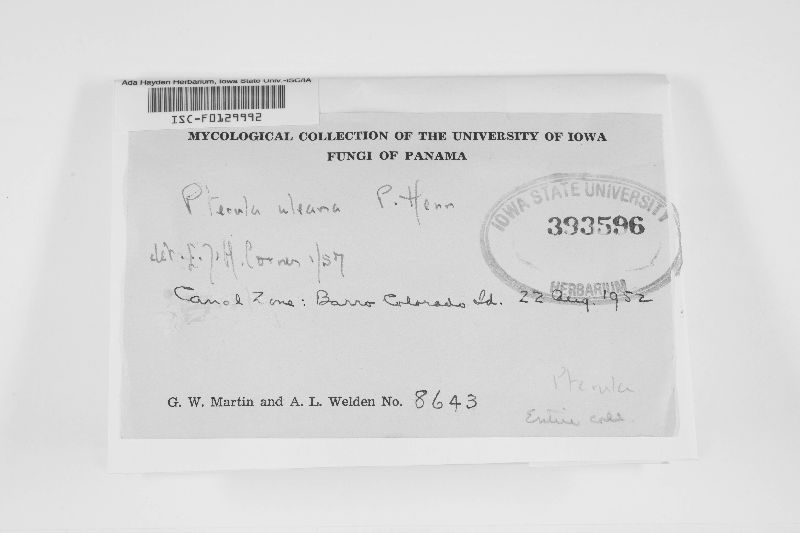 Ada Hayden Herbarium, Iowa State Univ.-ISC/IA
ISC-F0129992
MYCOLOGICAL COLLECTION OF THE UNIVERSITY OF IOWA
FUNGI OF PANAMA
Pterula uleana P. Henn
IOWA STATE UNIVERSITY
393596
HERBARIUM
det. E. J. H. Corner 1/57
Canal Zone: Barro Colorado Id. 22 Aug. 1952
G. W. Martin and A. L. Welden No. 8643
Pterula
Entire coll.